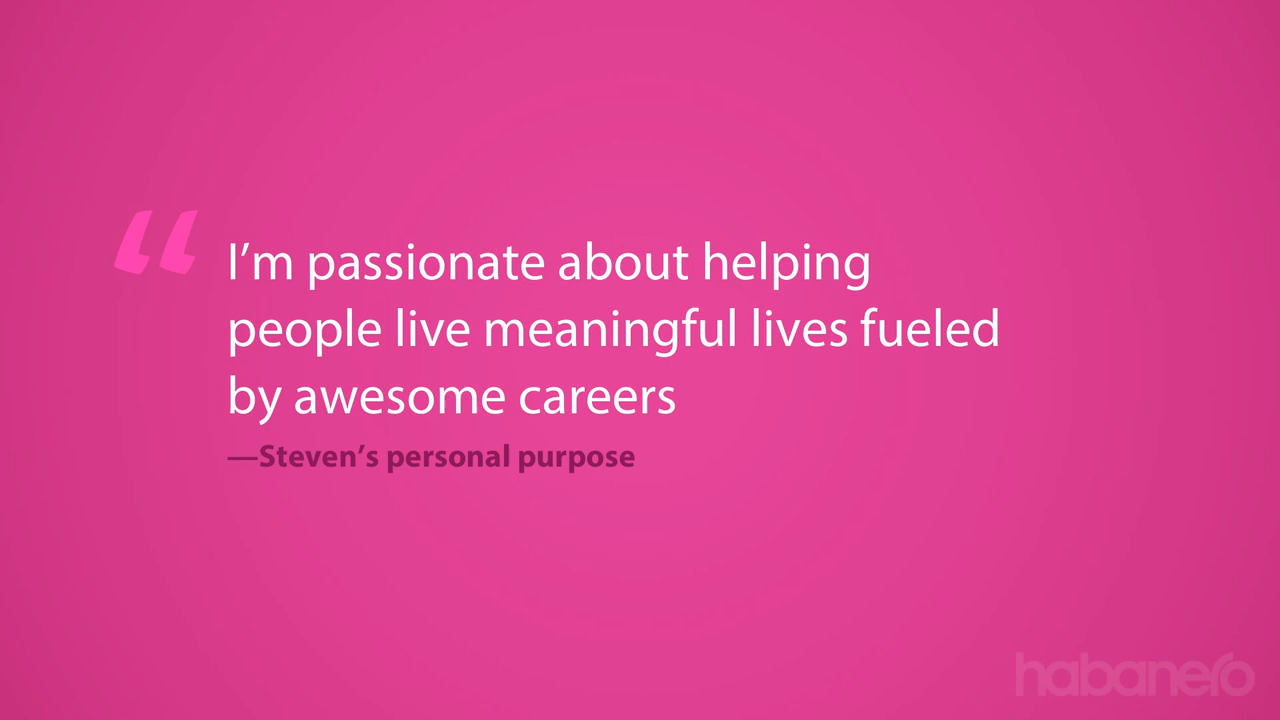 “
I’m passionate about helping
people live meaningful lives fueled
by awesome careers
—Steven’s personal purpose
habanero